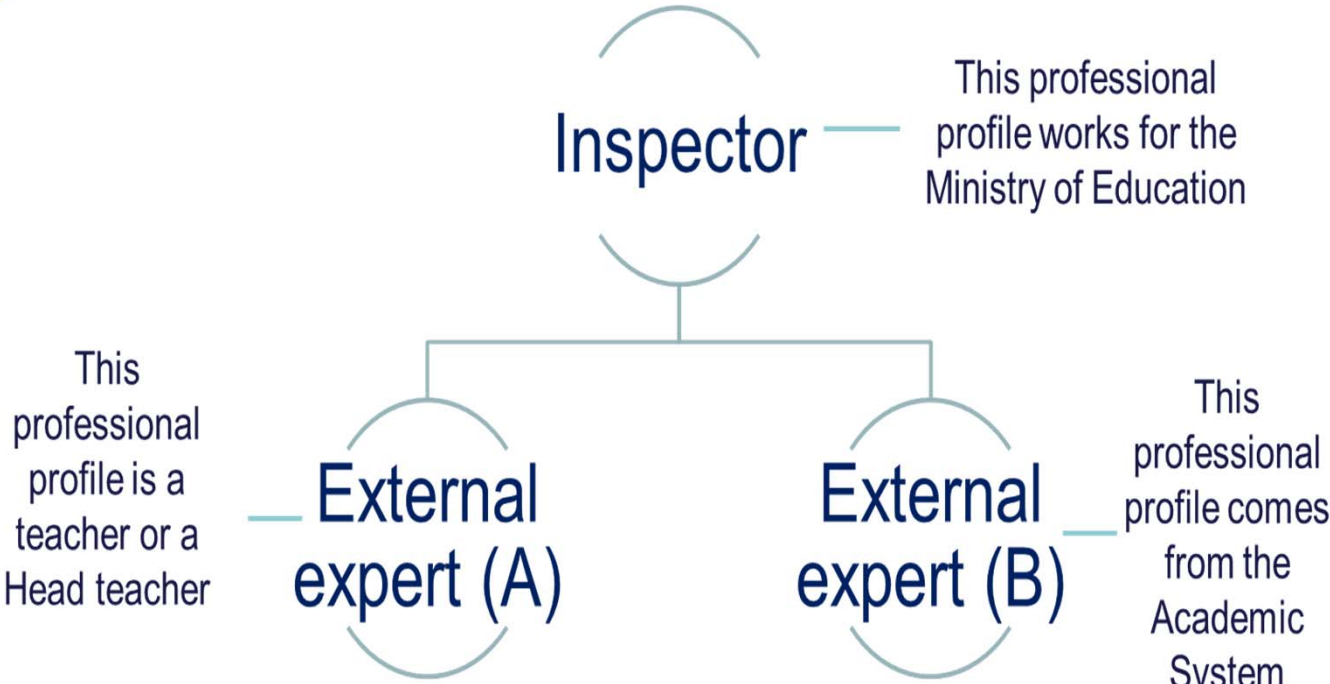 Inspector
This professional
profile works for the
Ministry of Education
This
professional
profile is a
teacher or a
Head teacher
External
expert (A)
External
expert (B)
This
professional
profile comes
from the
Academic
System